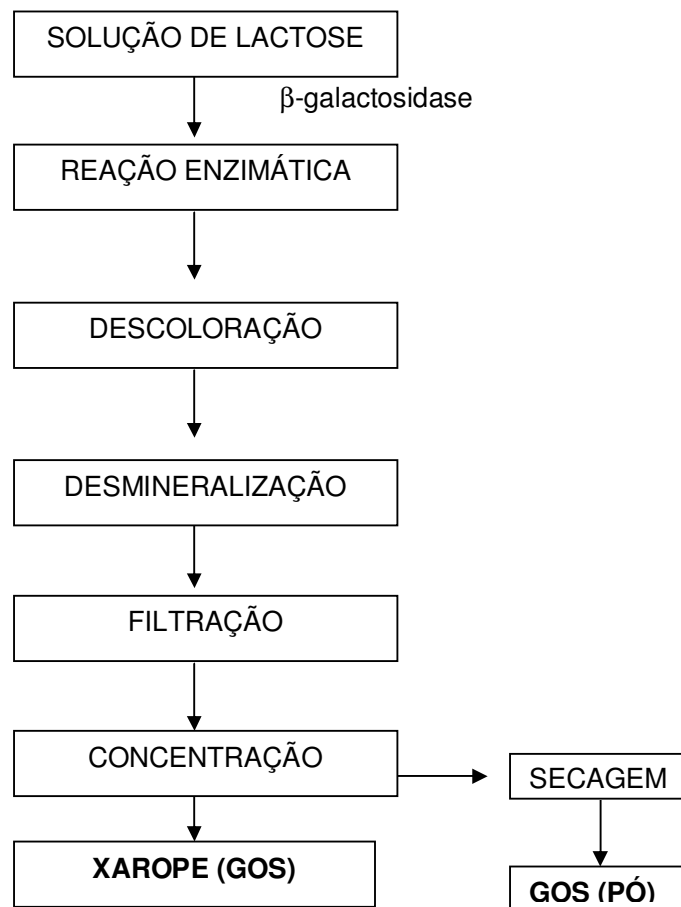 SOLUÇÃO DE LACTOSE
β-galactosidase
REAÇÃO ENZIMÁTICA
DESCOLORAÇÃO
DESMINERALIZAÇÃO
FILTRAÇÃO
CONCENTRAÇÃO
SECAGEM
XAROPE (GOS)
GOS (PÓ)